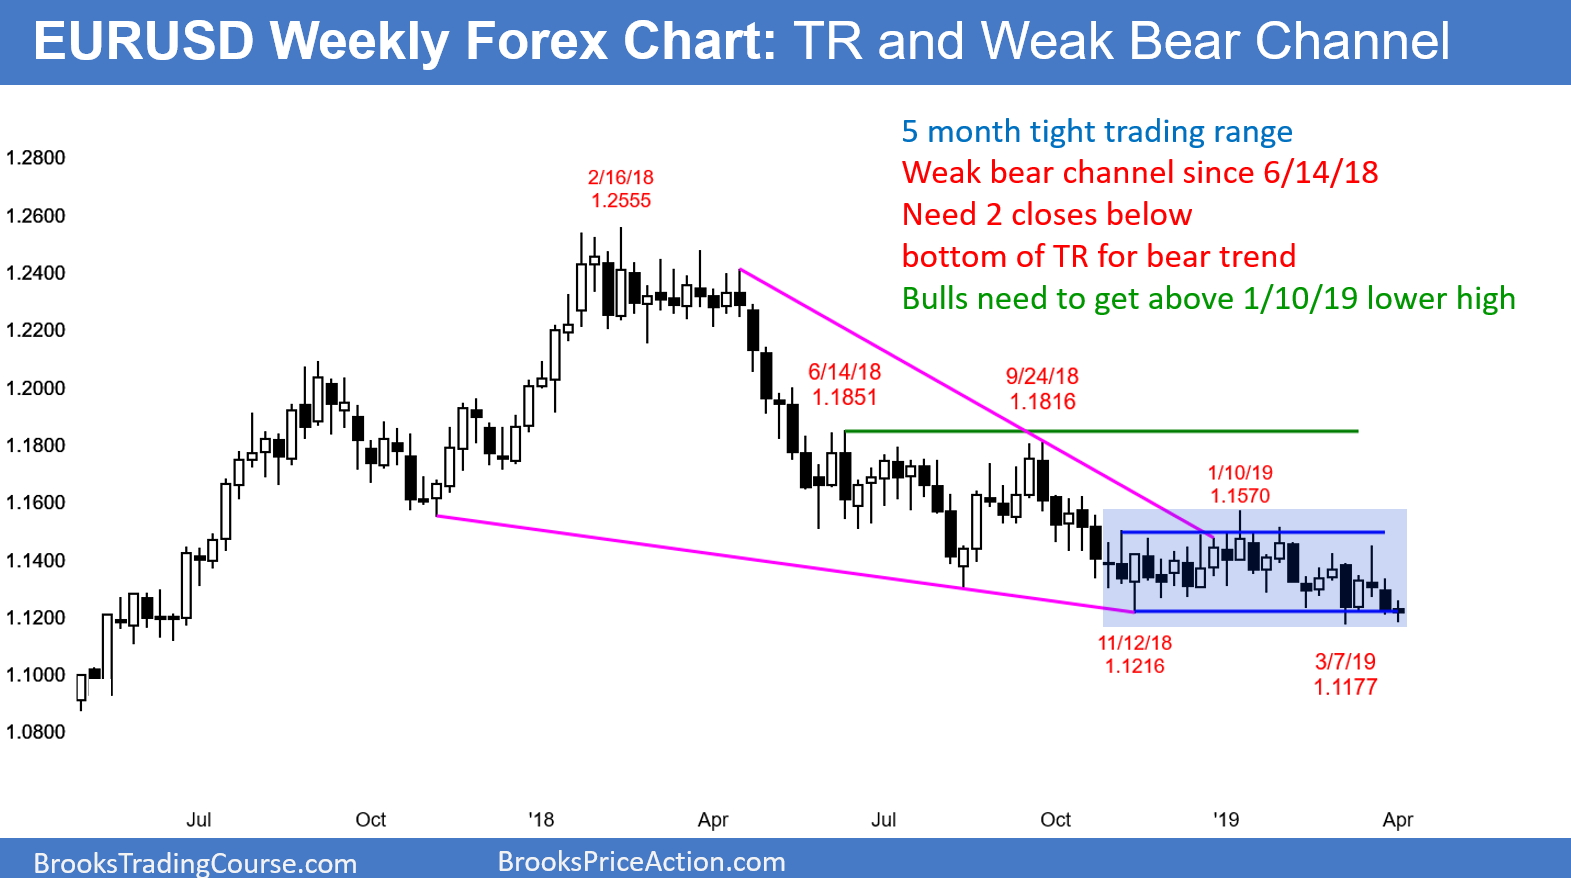 EURUSD Weekly Forex Chart: TR and Weak Bear Channel
5 month tight trading range
Weak bear channel since 6/14/18
Need 2 closes below
bottom of TR for bear trend
Bulls need to get above 1/10/19 lower high
1.2800
1.2600
1.2400
1.2200
1.2000
1.1800
1.1600
1.1400
1.1200
1.1000
1.0800
2/16/18
1.2555
6/14/18
1.1851
9/24/18
1.1816
1/10/19
1.1570
11/12/18
1.1216
3/7/19
1.1177
Jul Oct '18 Apr Jul Oct '19 Apr
BrooksTradingCourse.com BrooksPriceAction.com